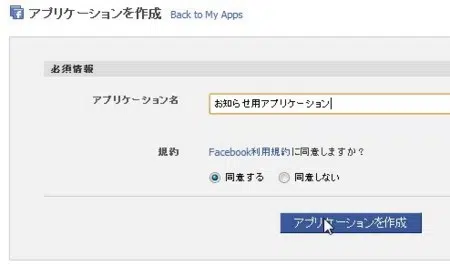 アプリケーションを作成 Back to My Apps
必須情報
アプリケーション名 お知らせ用アプリケーション
規約 Facebook利用規約に同意しますか？
同意する 同意しない
アプリケーションを作成